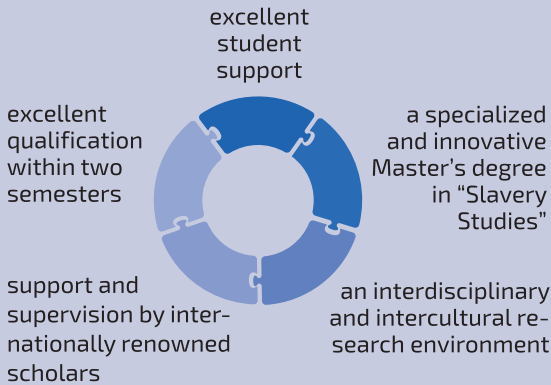 excellent
student
support
excellent
qualification
within two
semesters
a specialized
and innovative
Master's degree
in “Slavery
Studies”
support and
supervision by inter-
nationally renowned
scholars
an interdisciplinary
and intercultural re-
search environment